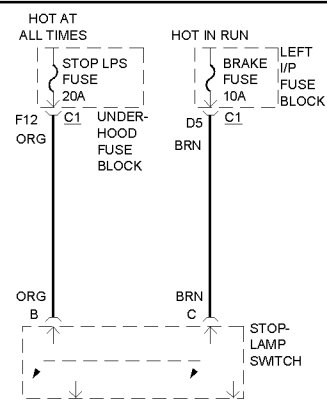 HOT AT
ALL TIMES
HOT IN RUN
STOP LPS
FUSE
20A
BRAKE
FUSE
10A
LEFT
I/P
FUSE
BLOCK
F12
C1
ORG
UNDER-
HOOD
FUSE
BLOCK
D5
C1
BRN
ORG
B
BRN
C
STOP-
LAMP
SWITCH